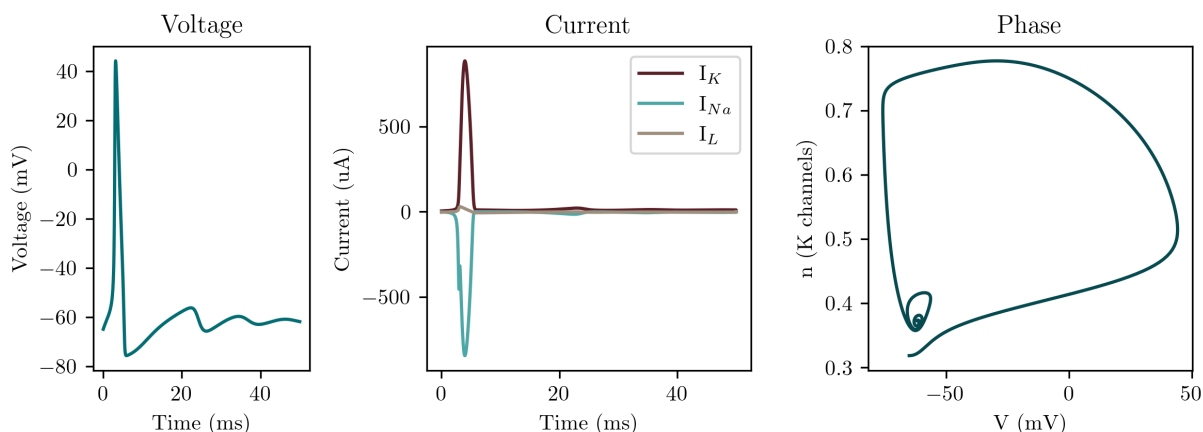 Voltage
Voltage (mV)
40
20
0
−20
−40
−60
−80
0
20
40
Time (ms)
Current
Current (uA)
500
0
−500
I_K
I_Na
I_L
0
20
40
Time (ms)
Phase
n (K channels)
0.8
0.7
0.6
0.5
0.4
0.3
−50
0
50
V (mV)